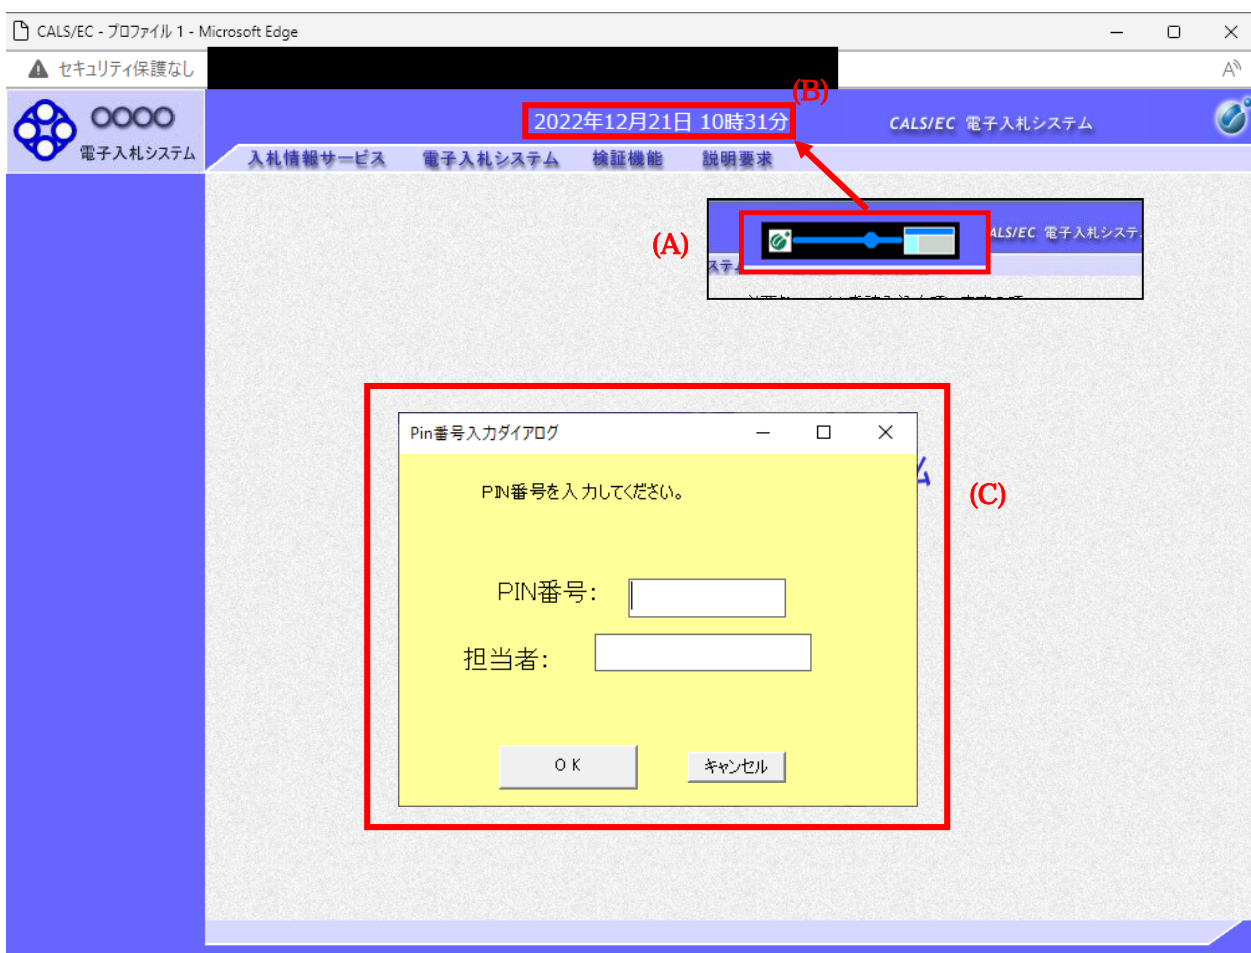 CALS/EC - プロファイル 1 - Microsoft Edge
セキュリティ保護なし
(B)
OOOO
電子入札システム
2022年12月21日 10時31分
CALS/EC 電子入札システム
入札情報サービス 電子入札システム 検証機能 説明要求
(A)
ALS/EC 電子入札システ
ステ
Pin番号入力ダイアログ
PIN番号を入力してください。
ム
(C)
PIN番号:
担当者:
OK
キャンセル